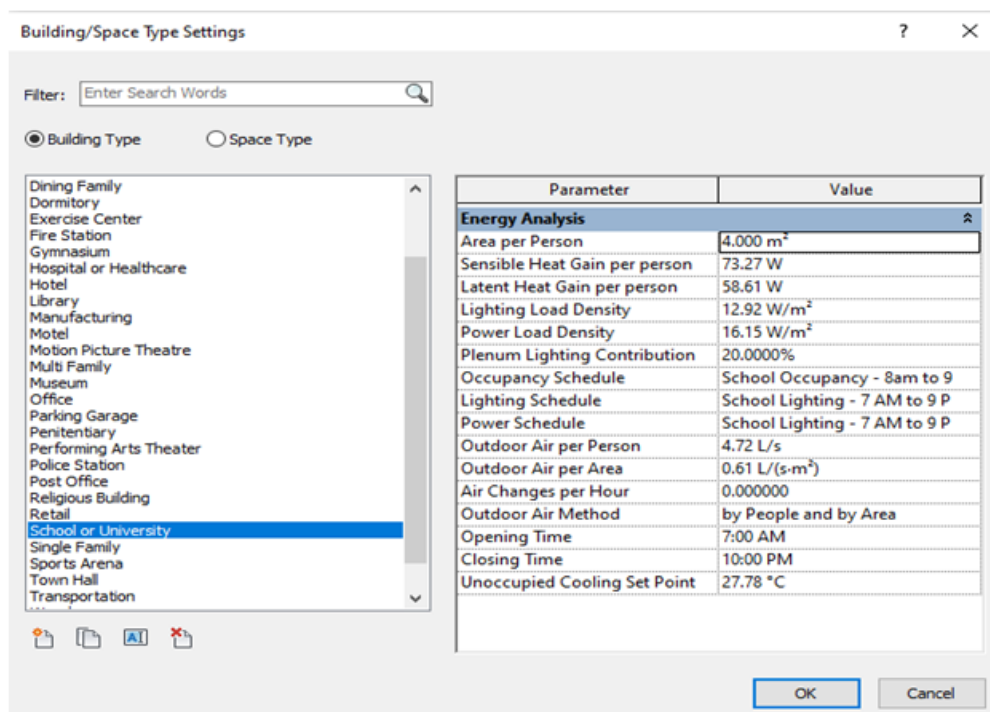 Building/Space Type Settings ? ×
Filter: Enter Search Words
Building Type Space Type
Dining Family
Dormitory
Exercise Center
Fire Station
Gymnasium
Hospital or Healthcare
Hotel
Library
Manufacturing
Motel
Motion Picture Theatre
Multi Family
Museum
Office
Parking Garage
Penitentiary
Performing Arts Theater
Police Station
Post Office
Religious Building
Retail
School or University
Single Family
Sports Arena
Town Hall
Transportation
AI
Parameter Value
Energy Analysis
Area per Person 4.000 m²
Sensible Heat Gain per person 73.27 W
Latent Heat Gain per person 58.61 W
Lighting Load Density 12.92 W/m²
Power Load Density 16.15 W/m²
Plenum Lighting Contribution 20.0000%
Occupancy Schedule School Occupancy - 8am to 9
Lighting Schedule School Lighting - 7 AM to 9 P
Power Schedule School Lighting - 7 AM to 9 P
Outdoor Air per Person 4.72 L/s
Outdoor Air per Area 0.61 L/(s·m²)
Air Changes per Hour 0.000000
Outdoor Air Method by People and by Area
Opening Time 7:00 AM
Closing Time 10:00 PM
Unoccupied Cooling Set Point 27.78 °C
OK Cancel